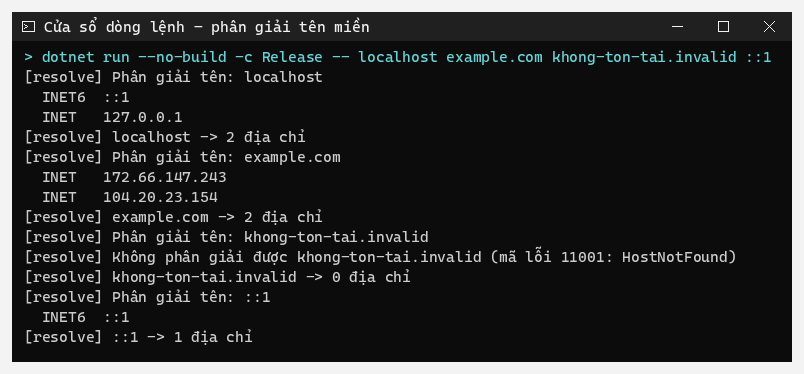 Cửa sổ dòng lệnh - phân giải tên miền
> dotnet run --no-build -c Release -- localhost example.com khong-ton-tai.invalid ::1
[resolve] Phân giải tên: localhost
INET6 ::1
INET 127.0.0.1
[resolve] localhost -> 2 địa chỉ
[resolve] Phân giải tên: example.com
INET 172.66.147.243
INET 104.20.23.154
[resolve] example.com -> 2 địa chỉ
[resolve] Phân giải tên: khong-ton-tai.invalid
[resolve] Không phân giải được khong-ton-tai.invalid (mã lỗi 11001: HostNotFound)
[resolve] khong-ton-tai.invalid -> 0 địa chỉ
[resolve] Phân giải tên: ::1
INET6 ::1
[resolve] ::1 -> 1 địa chỉ